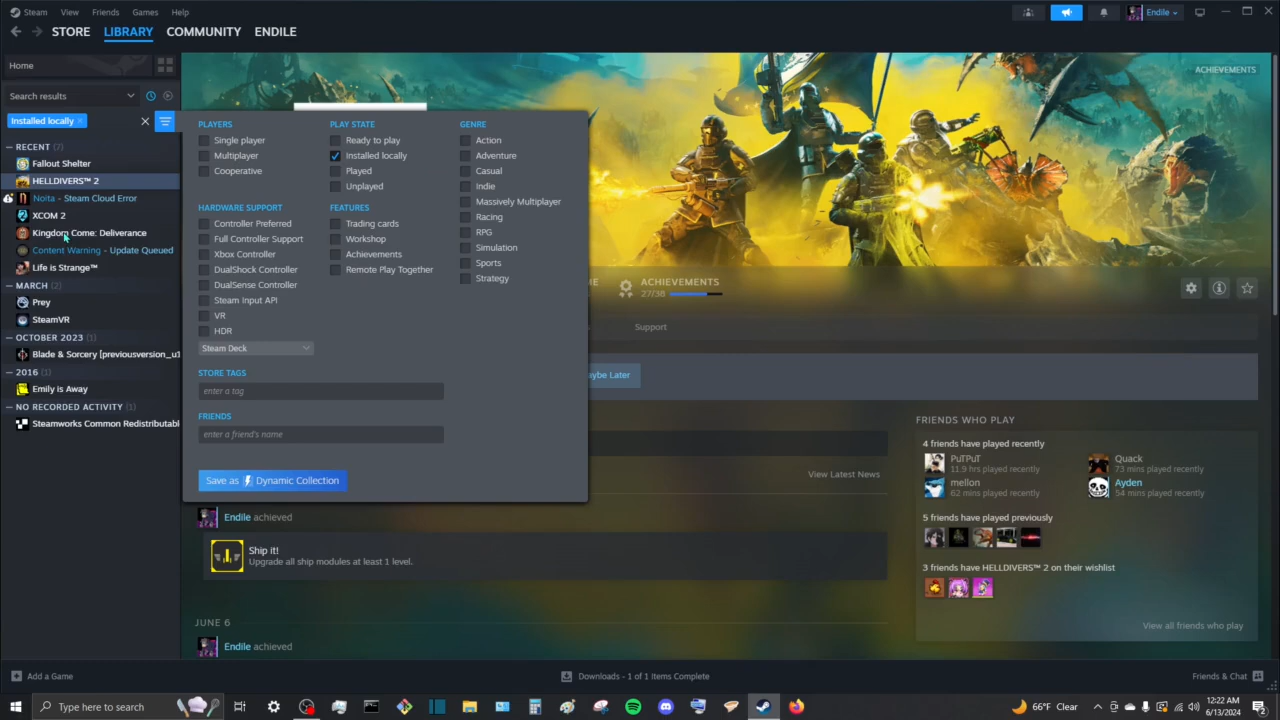 Steam View Friends Games Help Endile
STORE LIBRARY COMMUNITY ENDILE
Home
ACHIEVEMENTS
Search results
Installed locally
RECENT (7)
Fallout Shelter
HELLDIVERS™ 2
Noita - Steam Cloud Error
XCOM 2
Kingdom Come: Deliverance
Content Warning - Update Queued
Life is Strange™
MARCH (2)
Prey
SteamVR
OCTOBER 2023 (1)
Blade & Sorcery [previousversion_u1
2016 (1)
Emily is Away
NO RECORDED ACTIVITY (1)
Steamworks Common Redistributabl
PLAYERS
Single player
Multiplayer
Cooperative
PLAY STATE
Ready to play
Installed locally
Played
Unplayed
GENRE
Action
Adventure
Casual
Indie
Massively Multiplayer
Racing
RPG
Simulation
Sports
Strategy
HARDWARE SUPPORT
Controller Preferred
Full Controller Support
Xbox Controller
DualShock Controller
DualSense Controller
Steam Input API
VR
HDR
Steam Deck
FEATURES
Trading cards
Workshop
Achievements
Remote Play Together
STORE TAGS
enter a tag
FRIENDS
enter a friend's name
Save as Dynamic Collection
ACHIEVEMENTS
27/38
Support
aybe Later
View Latest News
Endile achieved
Ship it!
Upgrade all ship modules at least 1 level.
JUNE 6
Endile achieved
FRIENDS WHO PLAY
4 friends have played recently
PuTPuT
11.9 hrs played recently
Quack
73 mins played recently
mellon
62 mins played recently
Ayden
54 mins played recently
5 friends have played previously
3 friends have HELLDIVERS™ 2 on their wishlist
View all friends who play
Add a Game
Downloads - 1 of 1 Items Complete
Friends & Chat
Type here to search
66°F Clear
12:22 AM
6/13/2024